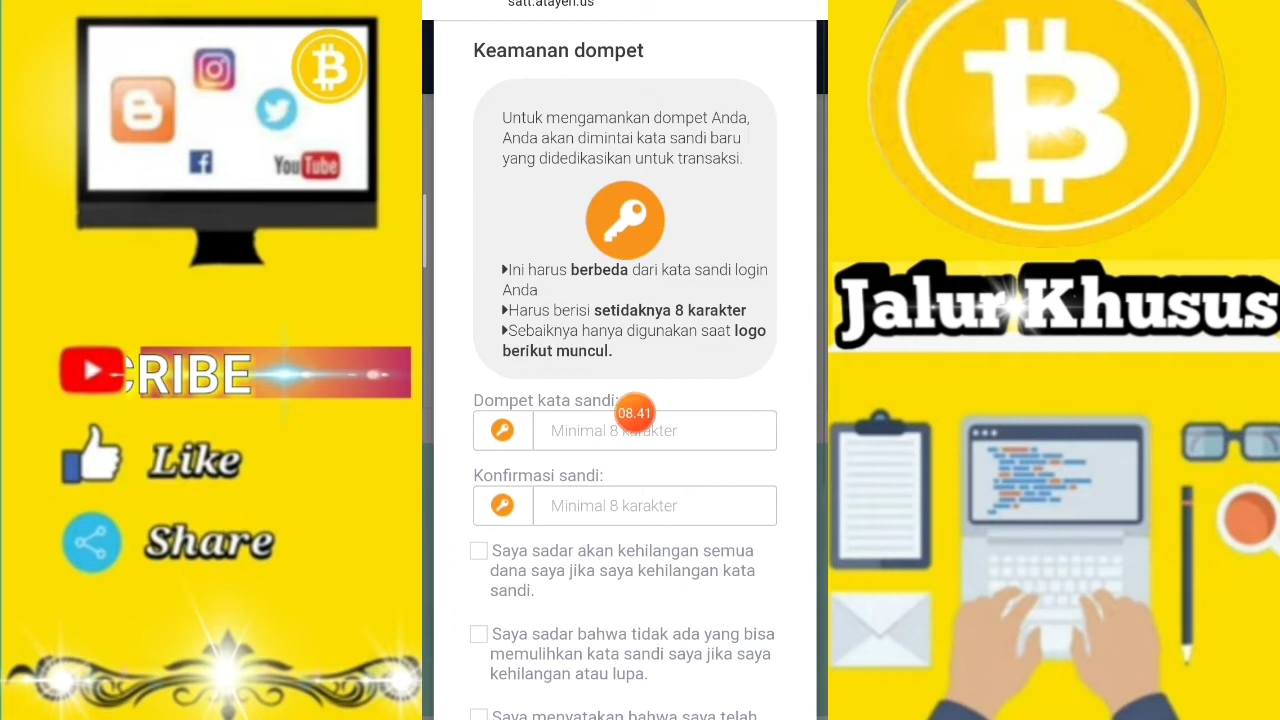 You
Tube
CRIBE
Like
Share
satt.atayen.us
Keamanan dompet
Untuk mengamankan dompet Anda,
Anda akan dimintai kata sandi baru
yang didedikasikan untuk transaksi.
Ini harus berbeda dari kata sandi login
Anda
Harus berisi setidaknya 8 karakter
Sebaiknya hanya digunakan saat logo
berikut muncul.
Dompet kata sandi:
08.41
Minimal 8 karakter
Konfirmasi sandi:
Minimal 8 karakter
Saya sadar akan kehilangan semua
dana saya jika saya kehilangan kata
sandi.
Saya sadar bahwa tidak ada yang bisa
memulihkan kata sandi saya jika saya
kehilangan atau lupa.
Saya menyatakan bahwa saya telah
Jalur Khusus